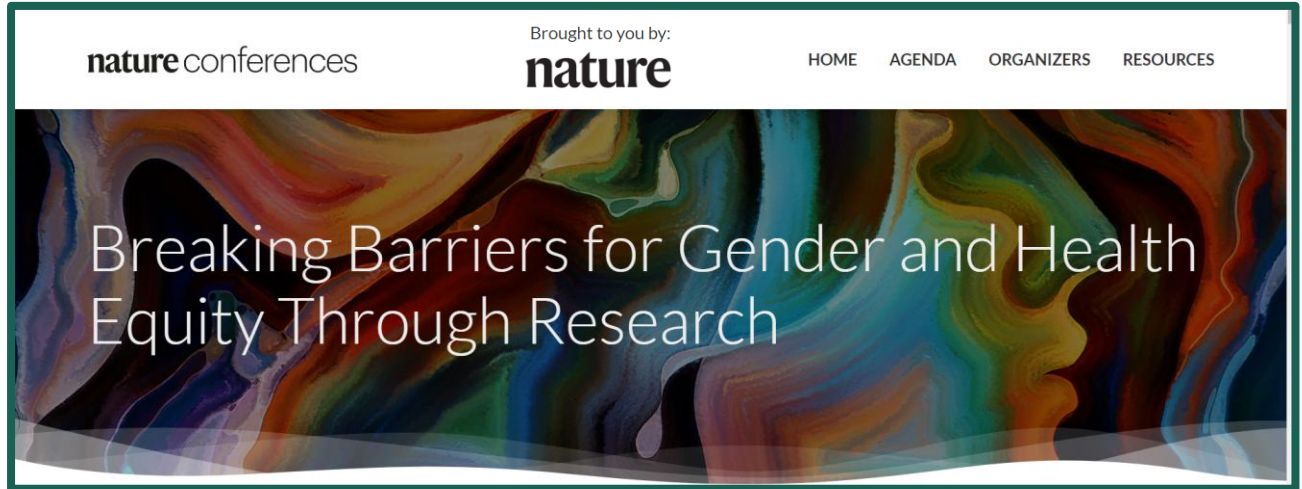 nature conferences
Brought to you by:
nature
HOME AGENDA ORGANIZERS RESOURCES
Breaking Barriers for Gender and Health
Equity Through Research